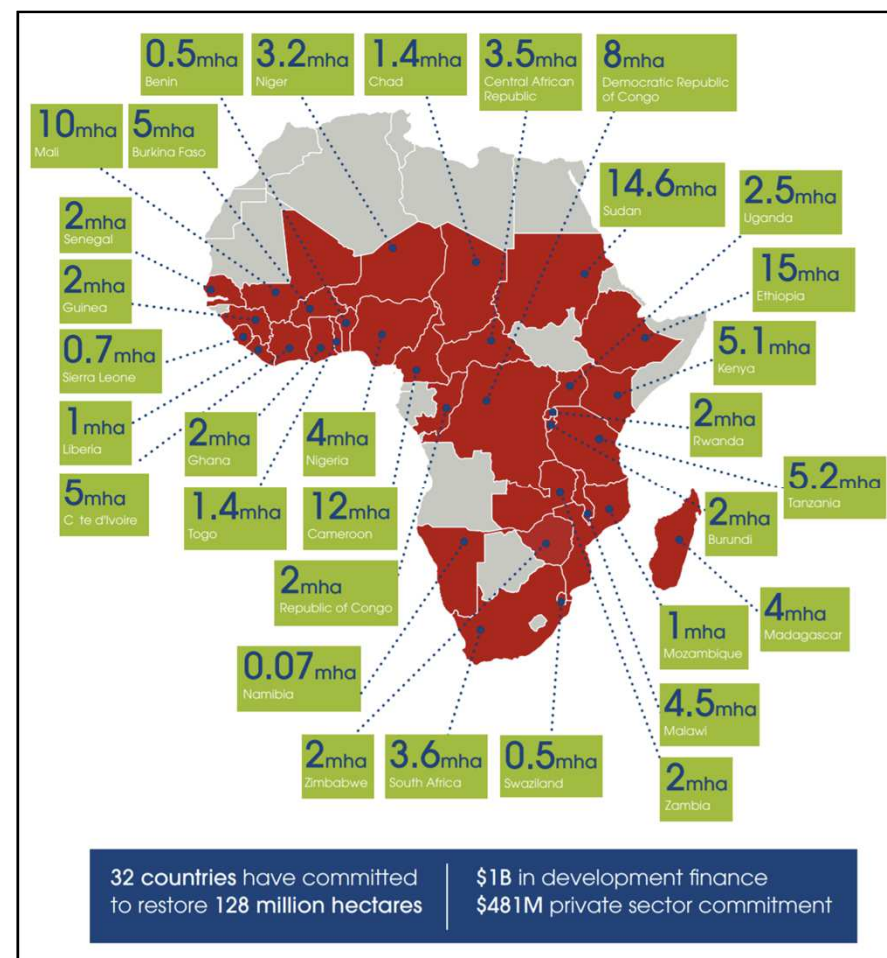 0.5mha
Benin
3.2mha
Niger
1.4mha
Chad
3.5mha
Central African
Republic
8mha
Democratic Republic
of Congo
10mha
Mali
5mha
Burkina Faso
14.6mha
Sudan
2.5mha
Uganda
2mha
Senegal
15mha
Ethiopia
2mha
Guinea
5.1mha
Kenya
0.7mha
Sierra Leone
2mha
Rwanda
1mha
Liberia
2mha
Ghana
4mha
Nigeria
5.2mha
Tanzania
5mha
C te d'Ivoire
1.4mha
Togo
12mha
Cameroon
2mha
Burundi
2mha
Republic of Congo
4mha
Madagascar
1mha
Mozambique
0.07mha
Namibia
4.5mha
Malawi
2mha
Zimbabwe
3.6mha
South Africa
0.5mha
Swaziland
2mha
Zambia
32 countries have committed
to restore 128 million hectares
$1B in development finance
$481M private sector commitment